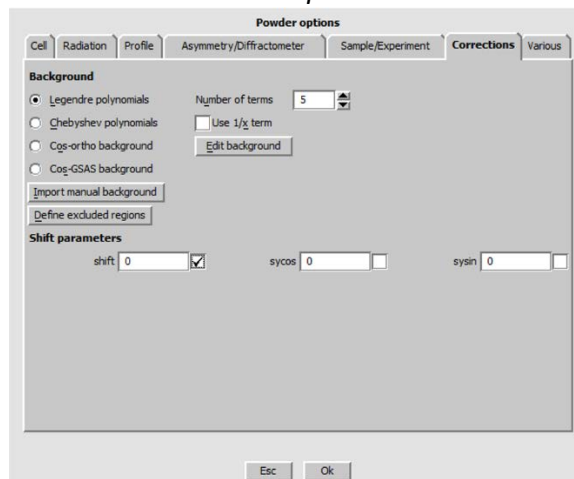 Powder options
Cell Radiation Profile Asymmetry/Diffractometer Sample/Experiment Corrections Various
Background
Legendre polynomials Number of terms 5
Chebyshev polynomials Use 1/x term
Cos-ortho background Edit background
Cos-GSAS background
Import manual background
Define excluded regions
Shift parameters
shift 0 sycos 0 sysin 0
Esc Ok